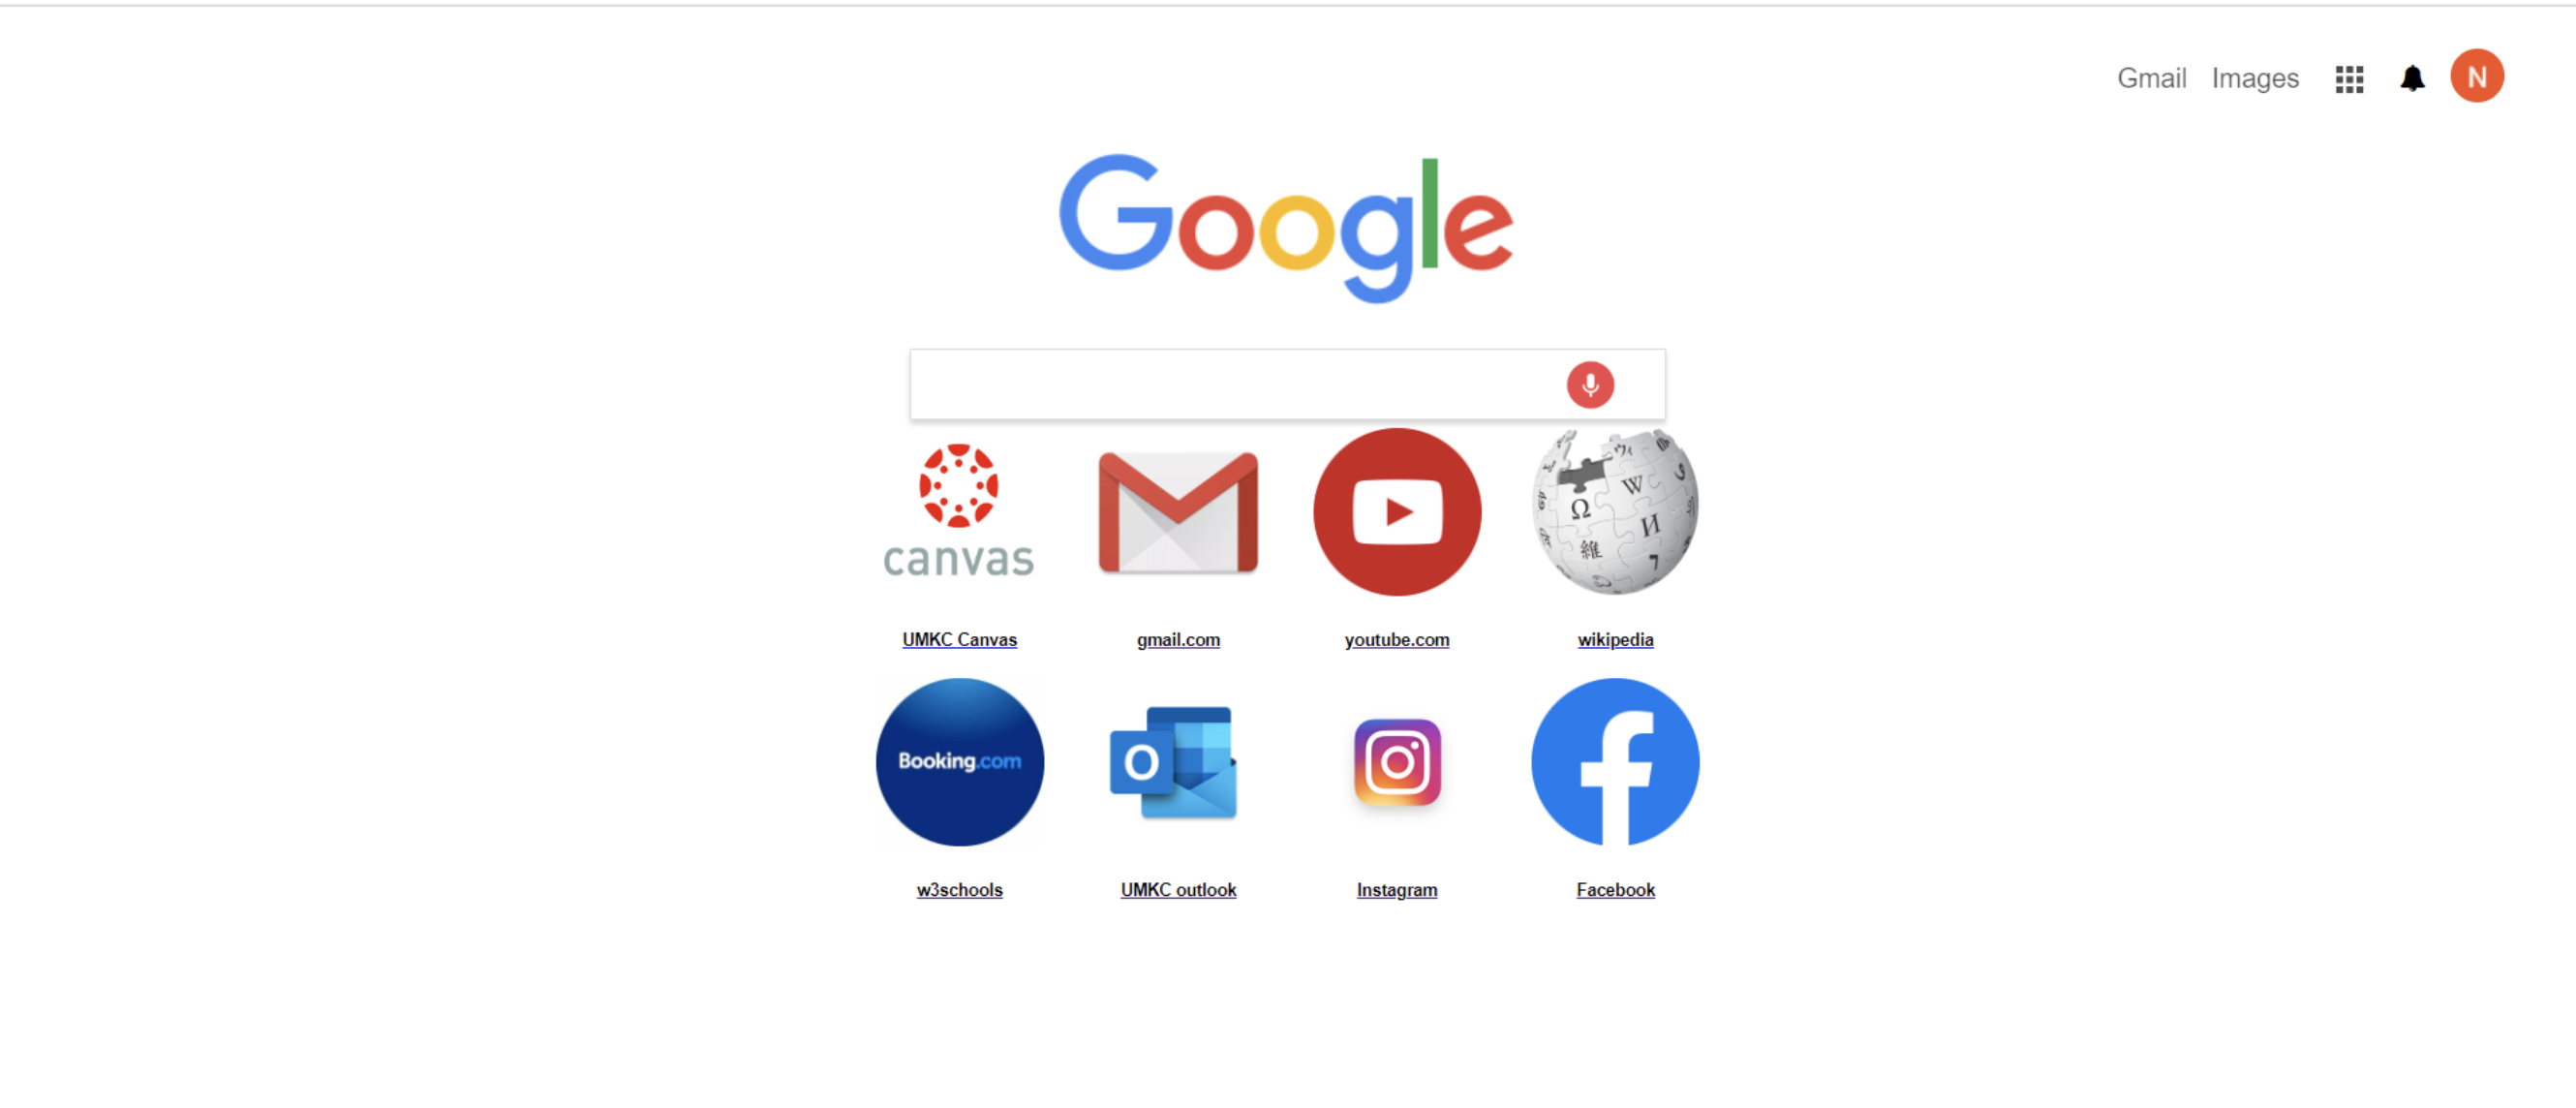 Gmail Images N
Google
canvas
UMKC Canvas gmail.com youtube.com wikipedia
Booking.com
O
w3schools UMKC outlook Instagram Facebook